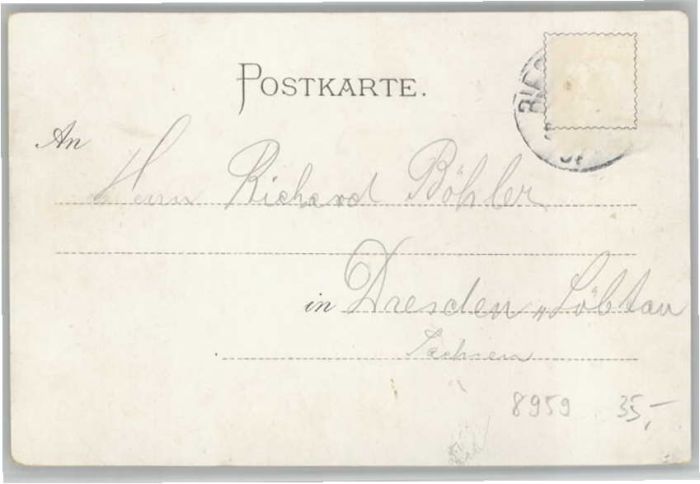 POSTKARTE.
An
Herrn Richard Böhler
in Dresden „Löbtau
Sachsen
8959 35,-